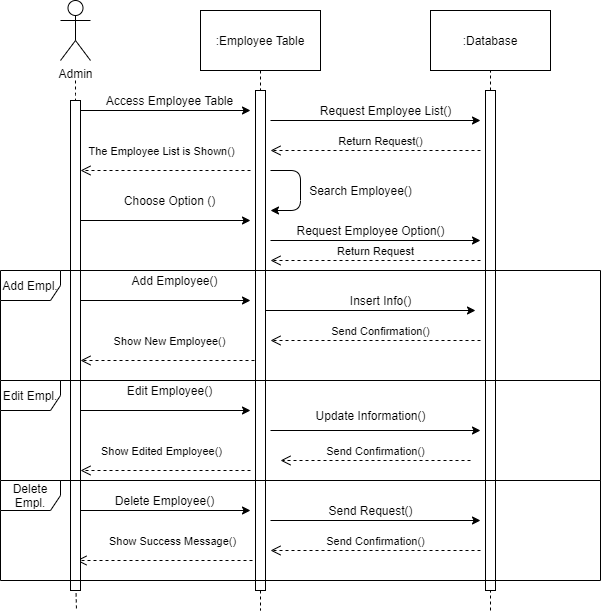 Admin
:Employee Table
:Database
Access Employee Table
Request Employee List()
Return Request()
The Employee List is Shown()
Search Employee()
Choose Option ()
Request Employee Option()
Return Request
Add Empl.
Add Employee()
Insert Info()
Send Confirmation()
Show New Employee()
Edit Empl.
Edit Employee()
Update Information()
Show Edited Employee()
Send Confirmation()
Delete
Empl.
Delete Employee()
Send Request()
Show Success Message()
Send Confirmation()